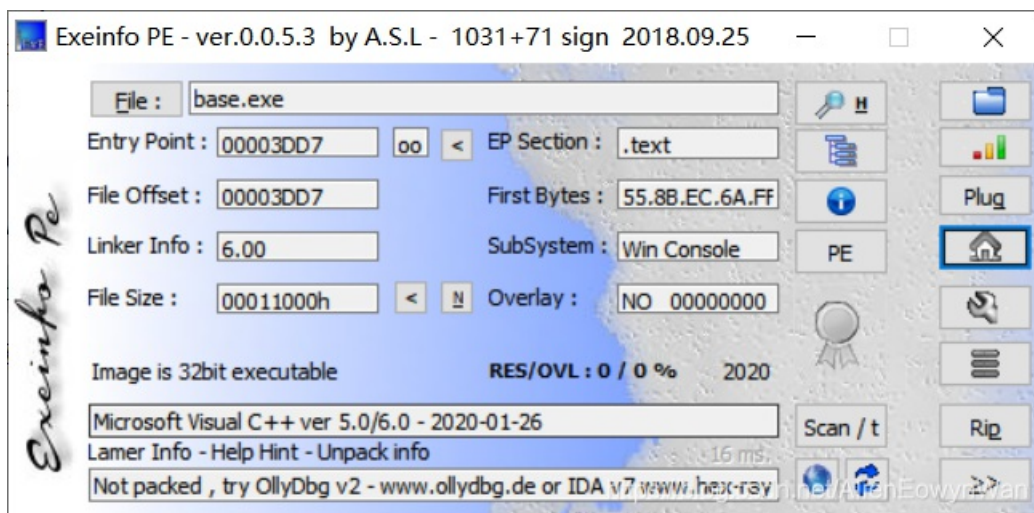 Exeinfo PE - ver.0.0.5.3 by A.S.L - 1031+71 sign 2018.09.25
File : base.exe H
Entry Point : 00003DD7 oo < EP Section : .text
File Offset : 00003DD7 First Bytes : 55.8B.EC.6A.FF Plug
Linker Info : 6.00 SubSystem : Win Console PE
File Size : 00011000h < N Overlay : NO 00000000
Image is 32bit executable RES/OVL : 0 / 0 % 2020
Microsoft Visual C++ ver 5.0/6.0 - 2020-01-26 Scan / t Rip
Lamer Info - Help Hint - Unpack info 16 ms.
Not packed , try OllyDbg v2 - www.ollydbg.de or IDA v7 www.hex-ray >>
Exeinfo Pe